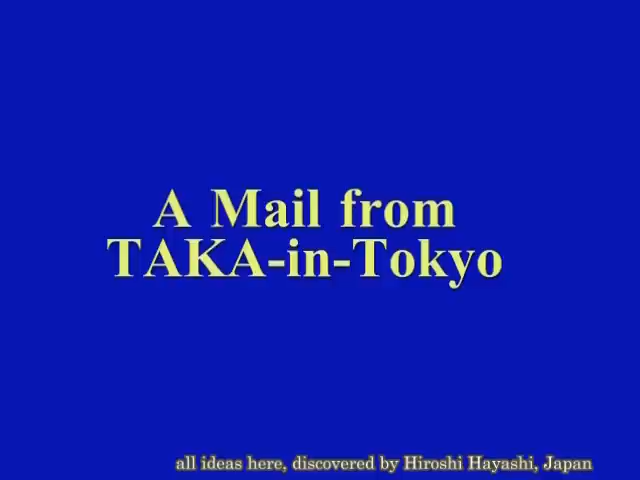 A Mail from
TAKA-in-Tokyo
all ideas here, discovered by Hiroshi Hayashi, Japan